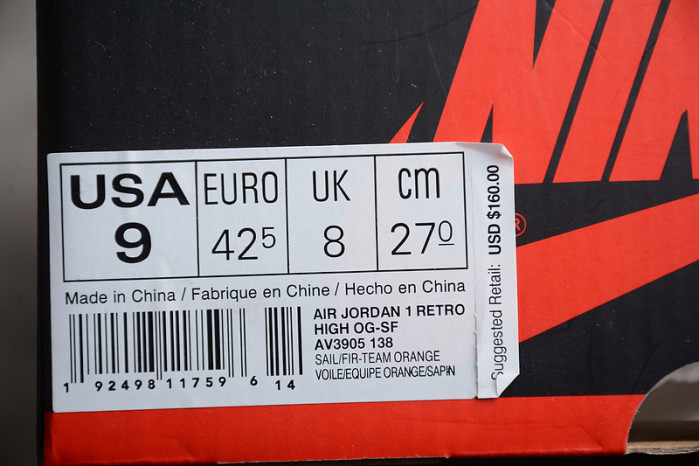 NIK
®
USA EURO UK cm
9 42 5 8 27 0
Made in China / Fabrique en Chine / Hecho en China
AIR JORDAN 1 RETRO
HIGH OG-SF
AV3905 138
SAIL/FIR-TEAM ORANGE
VOILE/EQUIPE ORANGE/SAPIN
1 92498 11759 6 14
Suggested Retail: USD $160.00